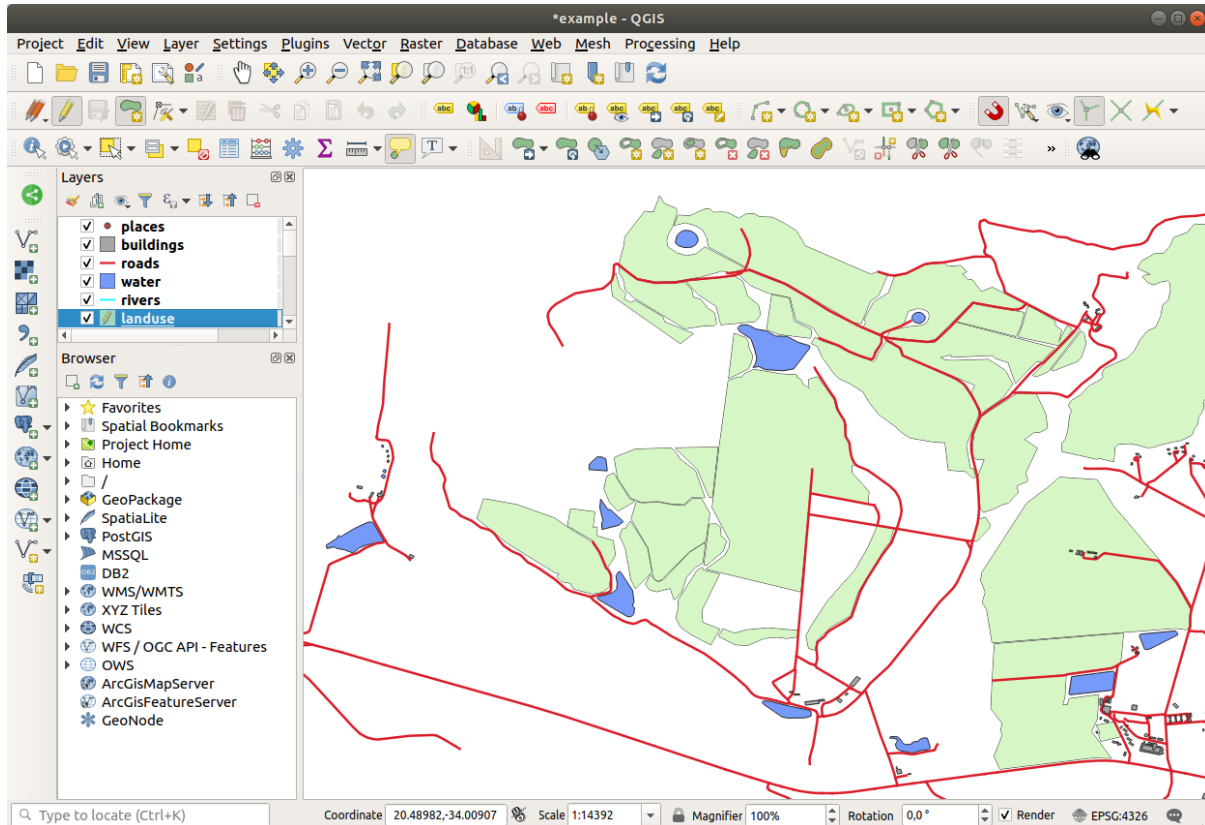 *example - QGIS
Project Edit View Layer Settings Plugins Vector Raster Database Web Mesh Processing Help
Layers
places
buildings
roads
water
rivers
landuse
Browser
Favorites
Spatial Bookmarks
Project Home
Home
/
GeoPackage
SpatiaLite
PostGIS
MSSQL
DB2
WMS/WMTS
XYZ Tiles
WCS
WFS / OGC API - Features
OWS
ArcGisMapServer
ArcGisFeatureServer
GeoNode
Type to locate (Ctrl+K) Coordinate 20.48982,-34.00907 Scale 1:14392 Magnifier 100% Rotation 0,0 ° Render EPSG:4326